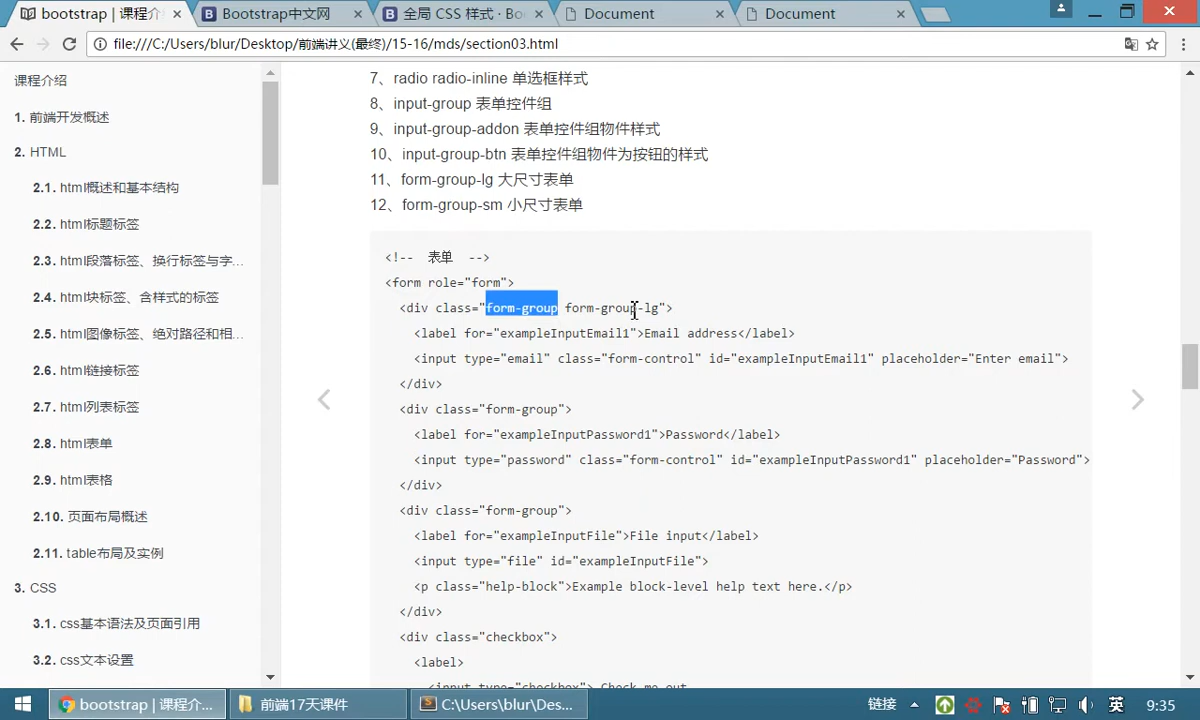 bootstrap | 课程介
Bootstrap中文网
全局 CSS 样式 · Bo
Document
Document
file:///C:/Users/blur/Desktop/前端讲义(最终)/15-16/mds/section03.html
课程介绍
1. 前端开发概述
2. HTML
2.1. html概述和基本结构
2.2. html标题标签
2.3. html段落标签、换行标签与字...
2.4. html块标签、含样式的标签
2.5. html图像标签、绝对路径和相...
2.6. html链接标签
2.7. html列表标签
2.8. html表单
2.9. html表格
2.10. 页面布局概述
2.11. table布局及实例
3. CSS
3.1. css基本语法及页面引用
3.2. css文本设置
7、radio radio-inline 单选框样式
8、input-group 表单控件组
9、input-group-addon 表单控件组物件样式
10、input-group-btn 表单控件组物件为按钮的样式
11、form-group-lg 大尺寸表单
12、form-group-sm 小尺寸表单
<!-- 表单 -->
<form role="form">
<div class="form-group form-group-lg">
<label for="exampleInputEmail1">Email address</label>
<input type="email" class="form-control" id="exampleInputEmail1" placeholder="Enter email">
</div>
<div class="form-group">
<label for="exampleInputPassword1">Password</label>
<input type="password" class="form-control" id="exampleInputPassword1" placeholder="Password">
</div>
<div class="form-group">
<label for="exampleInputFile">File input</label>
<input type="file" id="exampleInputFile">
<p class="help-block">Example block-level help text here.</p>
</div>
<div class="checkbox">
<label>
<input type="checkbox"> Check me out
bootstrap | 课程介...
前端17天课件
C:\Users\blur\Des...
链接
英
9:35